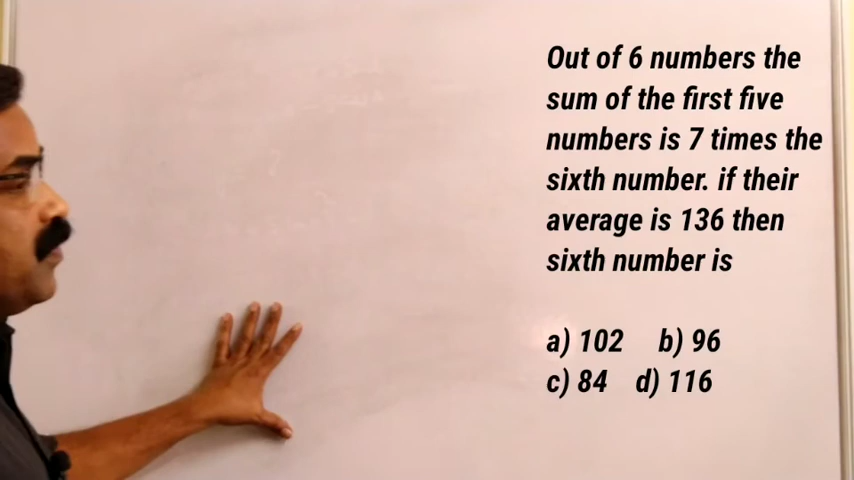 Out of 6 numbers the
sum of the first five
numbers is 7 times the
sixth number. if their
average is 136 then
sixth number is
a) 102 b) 96
c) 84 d) 116